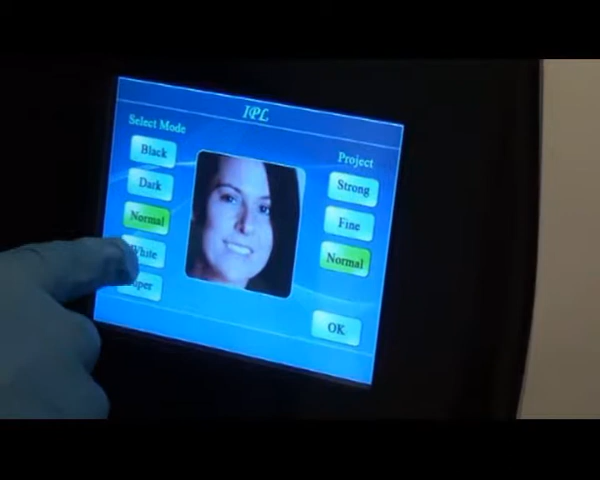 IPL
Select Mode
Black
Dark
Normal
White
Project
Strong
Fine
Normal
OK